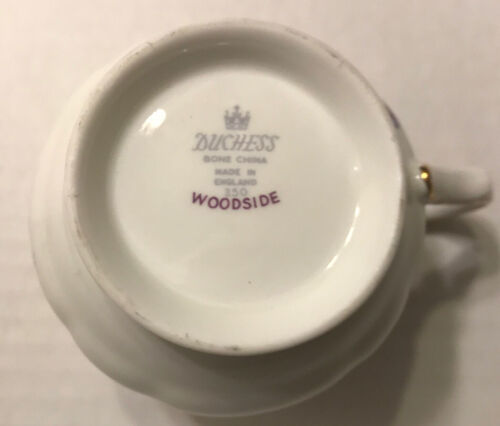 DUCHESS
BONE CHINA
MADE IN
ENGLAND
350
WOODSIDE